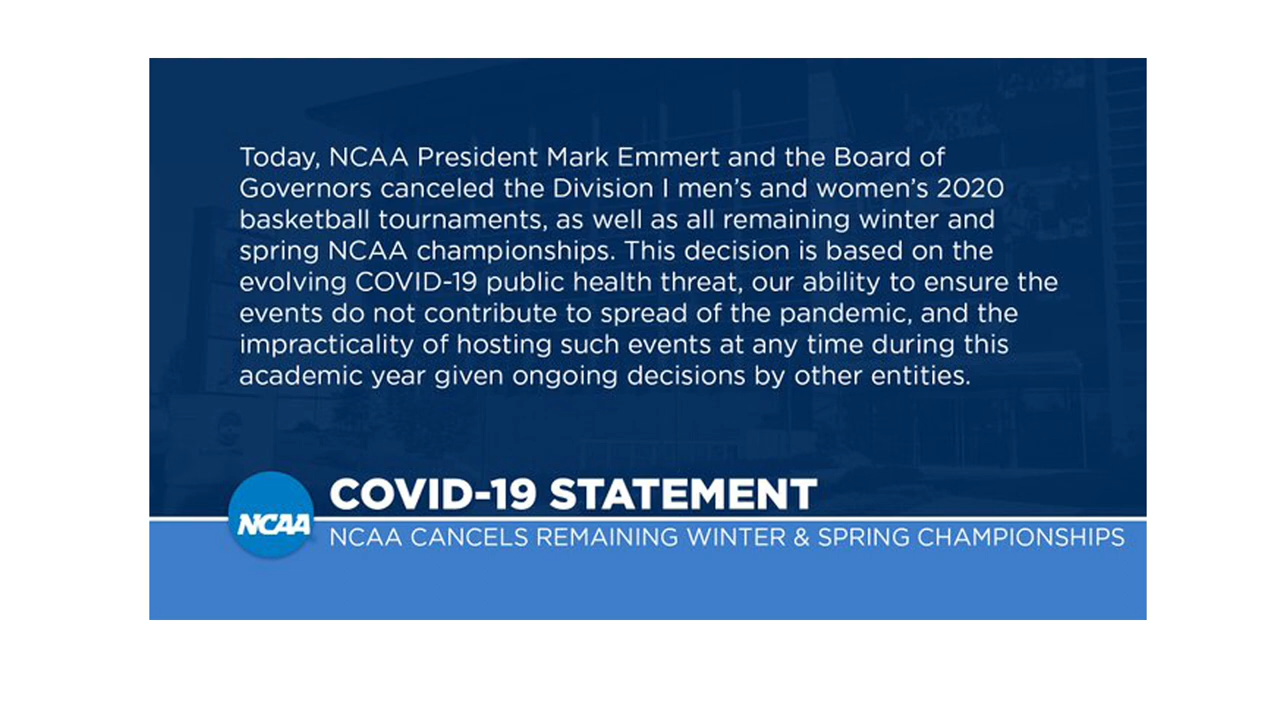 Today, NCAA President Mark Emmert and the Board of
Governors canceled the Division I men’s and women’s 2020
basketball tournaments, as well as all remaining winter and
spring NCAA championships. This decision is based on the
evolving COVID-19 public health threat, our ability to ensure the
events do not contribute to spread of the pandemic, and the
impracticality of hosting such events at any time during this
academic year given ongoing decisions by other entities.
COVID-19 STATEMENT
NCAA
NCAA CANCELS REMAINING WINTER & SPRING CHAMPIONSHIPS